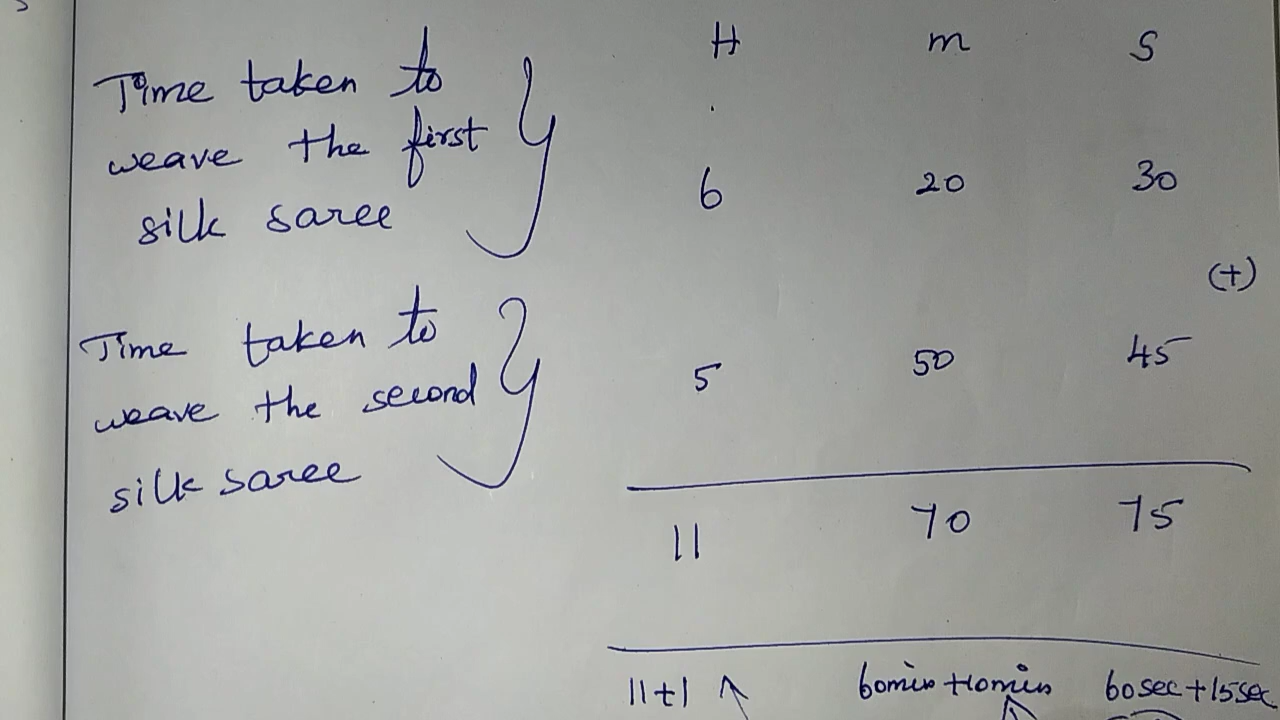 H m S
Time taken to
weave the first 6 20 30
silk saree
(+)
Time taken to
weave the second 5 50 45
silk saree
11 70 75
11+1 60min+10min 60sec+15sec